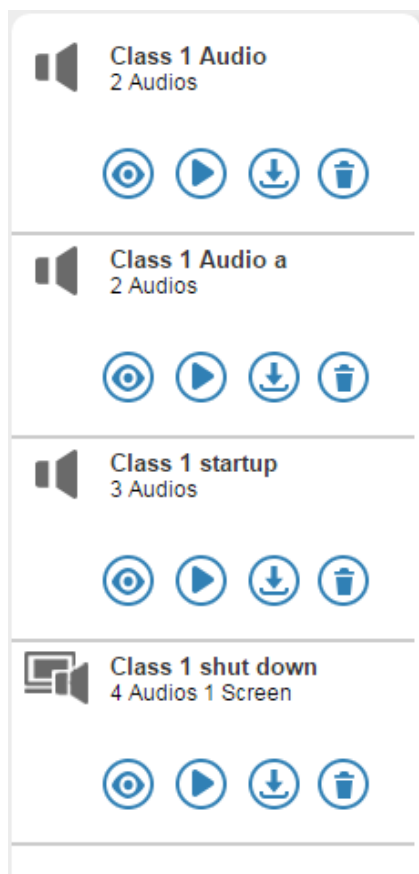 Class 1 Audio
2 Audios
Class 1 Audio a
2 Audios
Class 1 startup
3 Audios
Class 1 shut down
4 Audios 1 Screen